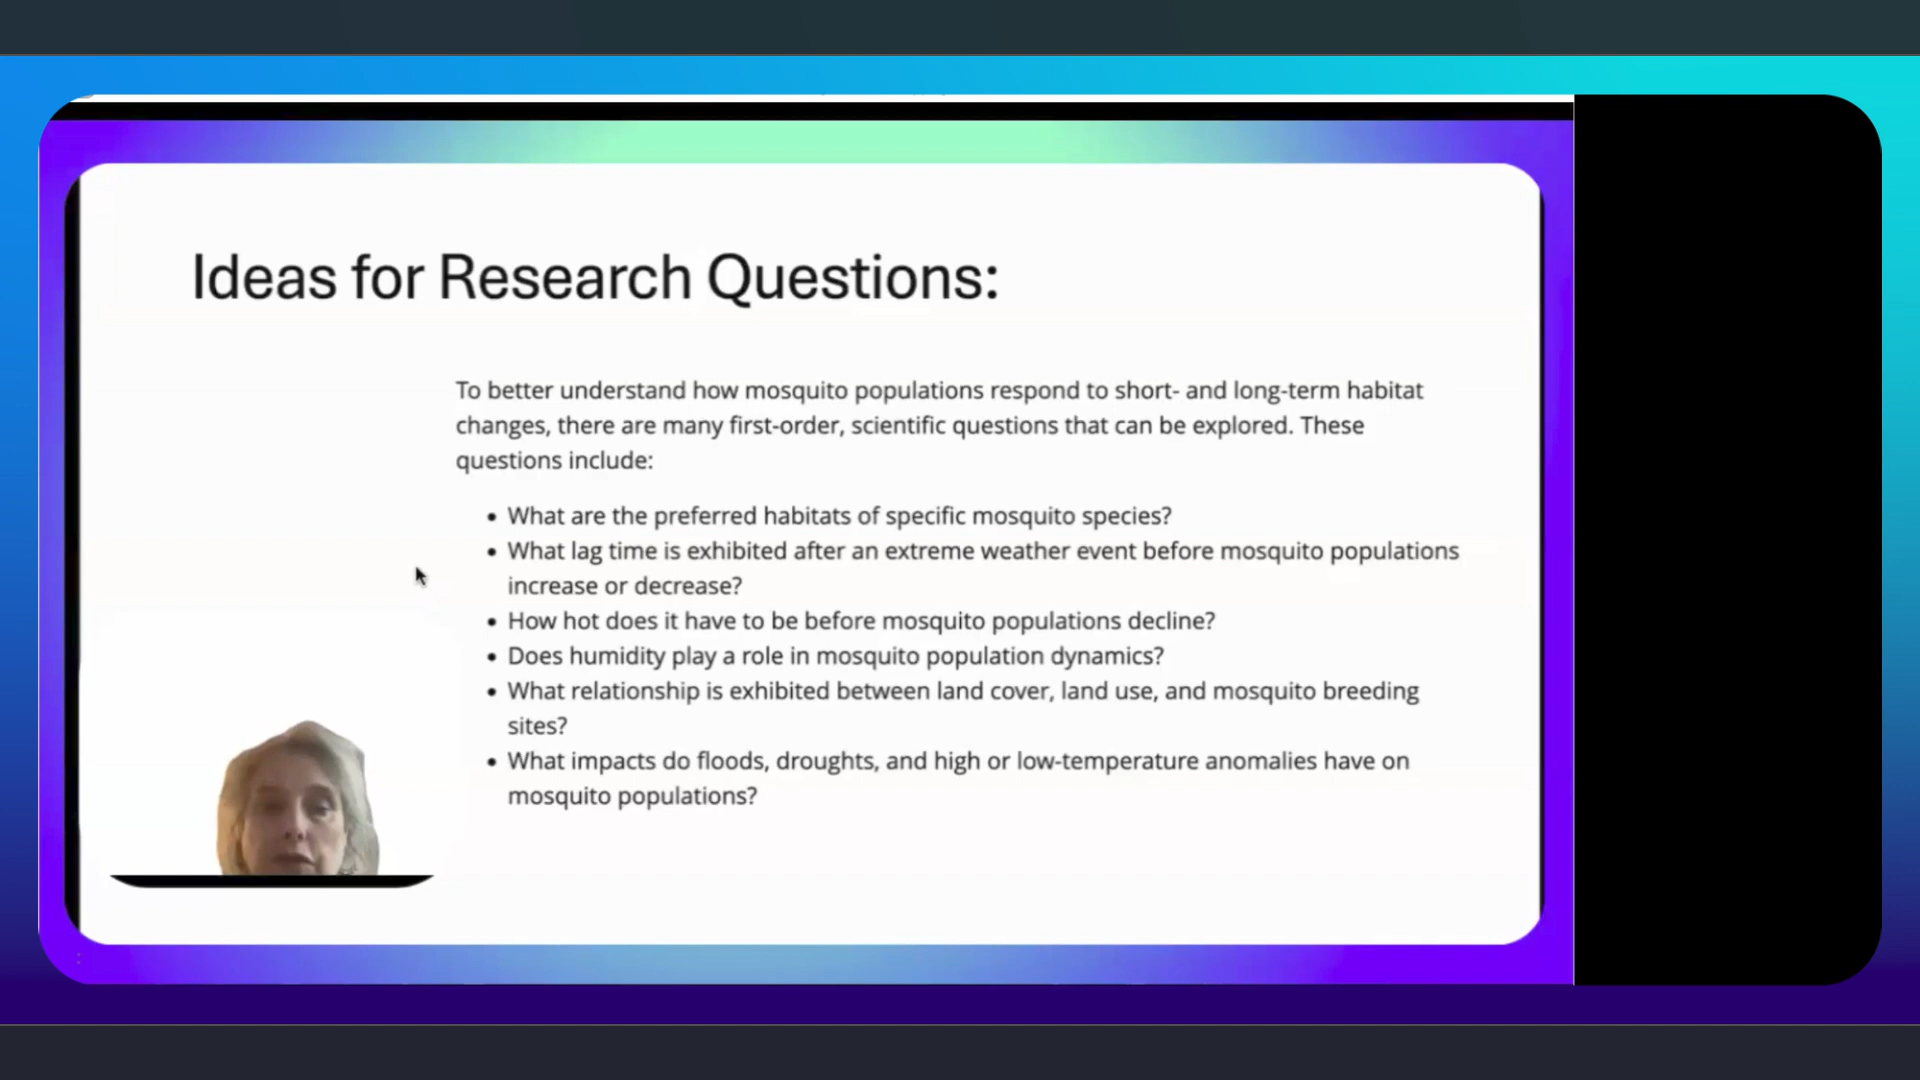 Ideas for Research Questions:
To better understand how mosquito populations respond to short- and long-term habitat
changes, there are many first-order, scientific questions that can be explored. These
questions include:
• What are the preferred habitats of specific mosquito species?
• What lag time is exhibited after an extreme weather event before mosquito populations
increase or decrease?
• How hot does it have to be before mosquito populations decline?
• Does humidity play a role in mosquito population dynamics?
• What relationship is exhibited between land cover, land use, and mosquito breeding
sites?
• What impacts do floods, droughts, and high or low-temperature anomalies have on
mosquito populations?